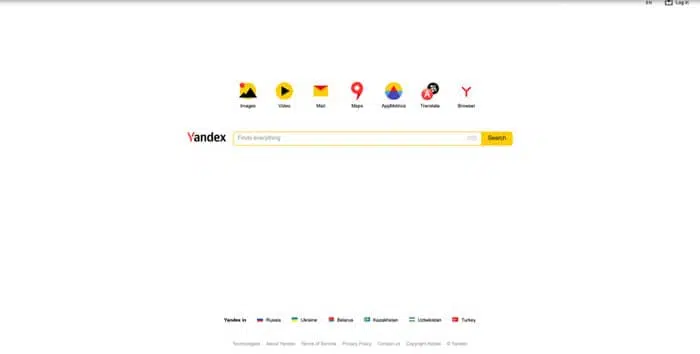 EN Log in
Images Video Mail Maps AppMetrica Translate Browser
Yandex Finds everything Search
Yandex in Russia Ukraine Belarus Kazakhstan Uzbekistan Turkey
Technologies About Yandex Terms of Service Privacy Policy Contact us Copyright Notice © Yandex